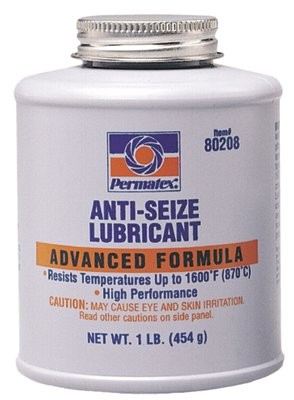 Item#
80208
Permatex®
ANTI-SEIZE
LUBRICANT
ADVANCED FORMULA
• Resists Temperatures Up to 1600°F (870°C)
• High Performance
CAUTION: MAY CAUSE EYE AND SKIN IRRITATION.
Read other cautions on side panel.
NET WT. 1 LB. (454 g)